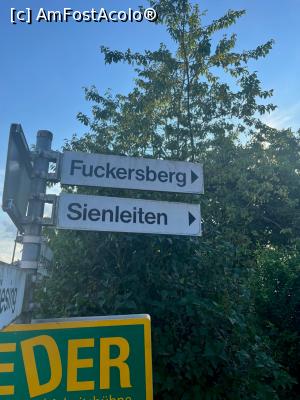 [c] AmFostAcolo®
Fuckersberg
Sienleiten
EDER